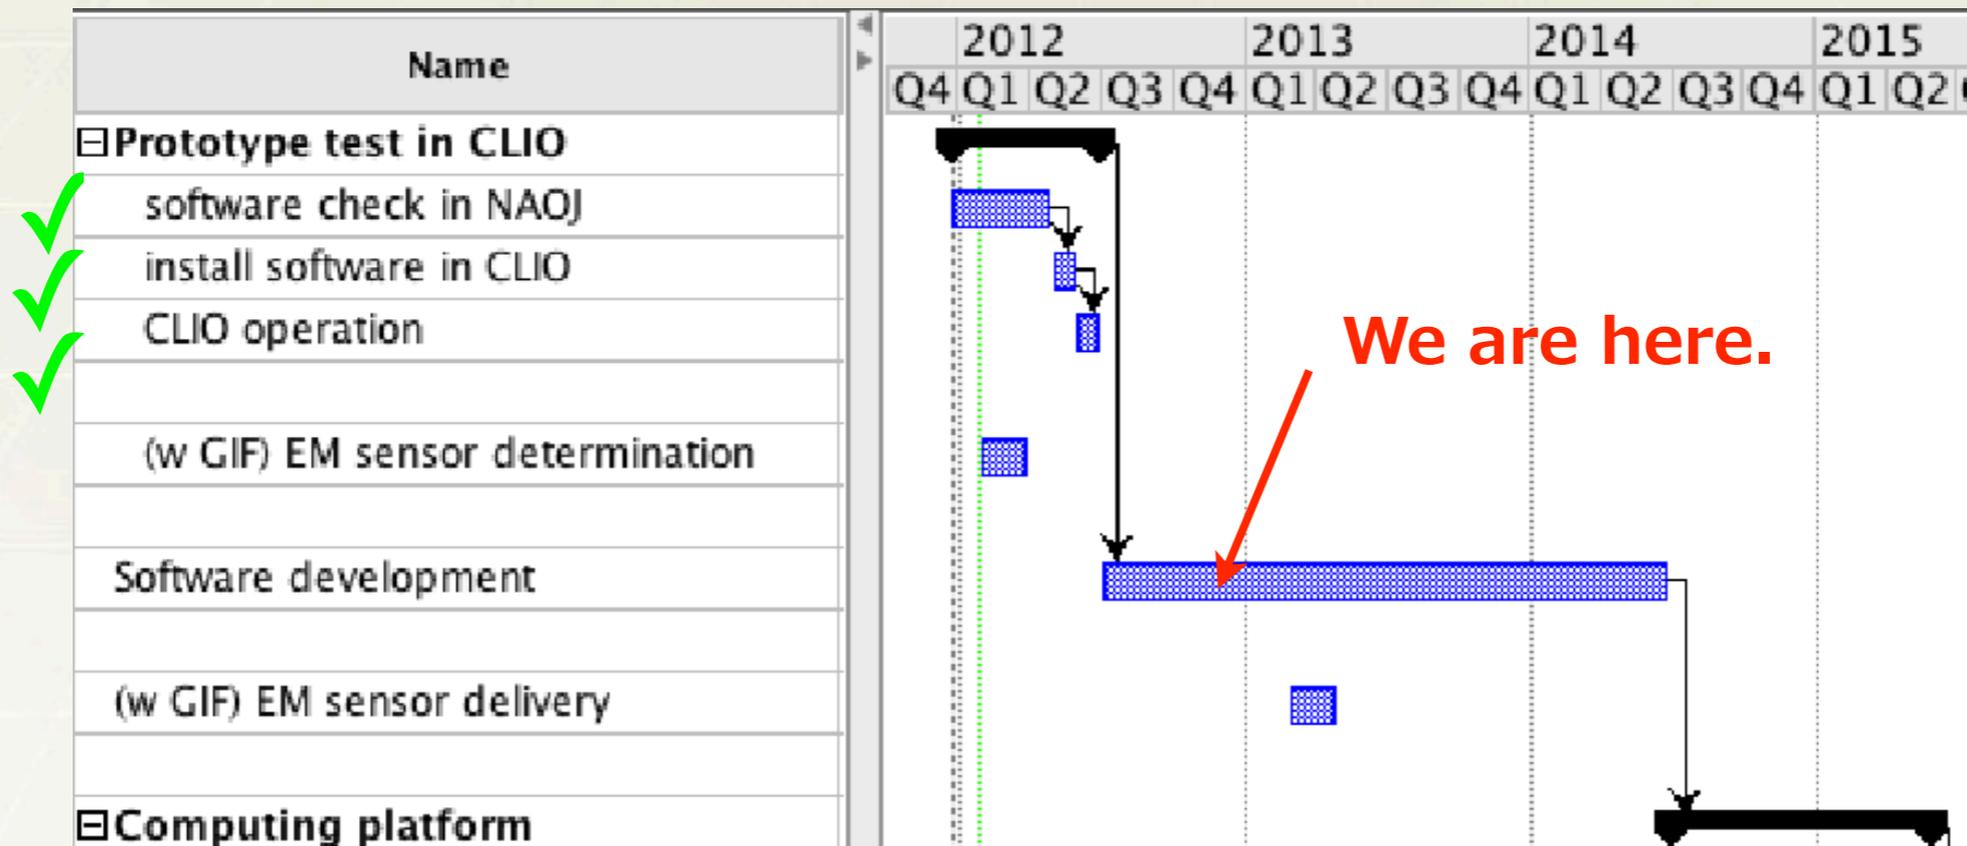 Name
2012 2013 2014 2015
Q4 Q1 Q2 Q3 Q4 Q1 Q2 Q3 Q4 Q1 Q2 Q3 Q4 Q1 Q2
Prototype test in CLIO
software check in NAOJ
install software in CLIO
CLIO operation
We are here.
(w GIF) EM sensor determination
Software development
(w GIF) EM sensor delivery
Computing platform